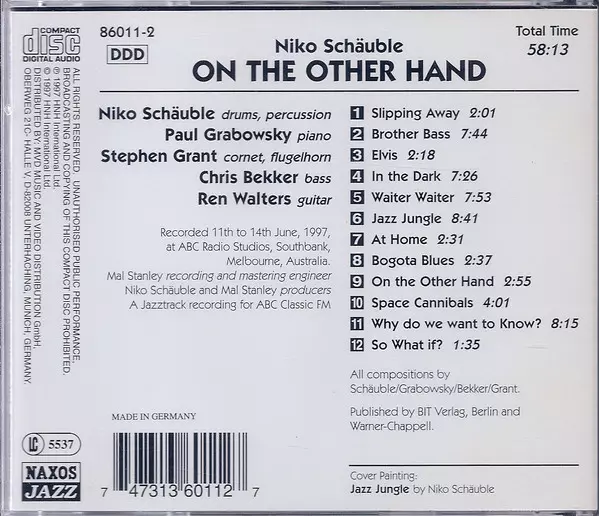 COMPACT
disc
DIGITAL AUDIO
86011-2
DDD
Total Time
58:13
Niko Schäuble
ON THE OTHER HAND
Niko Schäuble drums, percussion
Paul Grabowsky piano
Stephen Grant cornet, flugelhorn
Chris Bekker bass
Ren Walters guitar
Recorded 11th to 14th June, 1997,
at ABC Radio Studios, Southbank,
Melbourne, Australia.
Mal Stanley recording and mastering engineer
Niko Schäuble and Mal Stanley producers
A Jazztrack recording for ABC Classic FM
1 Slipping Away 2:01
2 Brother Bass 7:44
3 Elvis 2:18
4 In the Dark 7:26
5 Waiter Waiter 7:53
6 Jazz Jungle 8:41
7 At Home 2:31
8 Bogota Blues 2:37
9 On the Other Hand 2:55
10 Space Cannibals 4:01
11 Why do we want to Know? 8:15
12 So What if? 1:35
All compositions by
Schäuble/Grabowsky/Bekker/Grant.
Published by BIT Verlag, Berlin and
Warner-Chappell.
Cover Painting:
Jazz Jungle by Niko Schäuble
MADE IN GERMANY
7 47313 60112 7
LC 5537
NAXOS
JAZZ
ALL RIGHTS RESERVED. UNAUTHORISED PUBLIC PERFORMANCE,
BROADCASTING AND COPYING OF THIS COMPACT DISC PROHIBITED.
℗ 1997 HNH International Ltd.
© 1997 HNH International Ltd.
DISTRIBUTED BY: MVD MUSIC AND VIDEO DISTRIBUTION GmbH,
OBERWEG 21C- HALLE V, D-82008 UNTERHACHING, MUNICH, GERMANY.